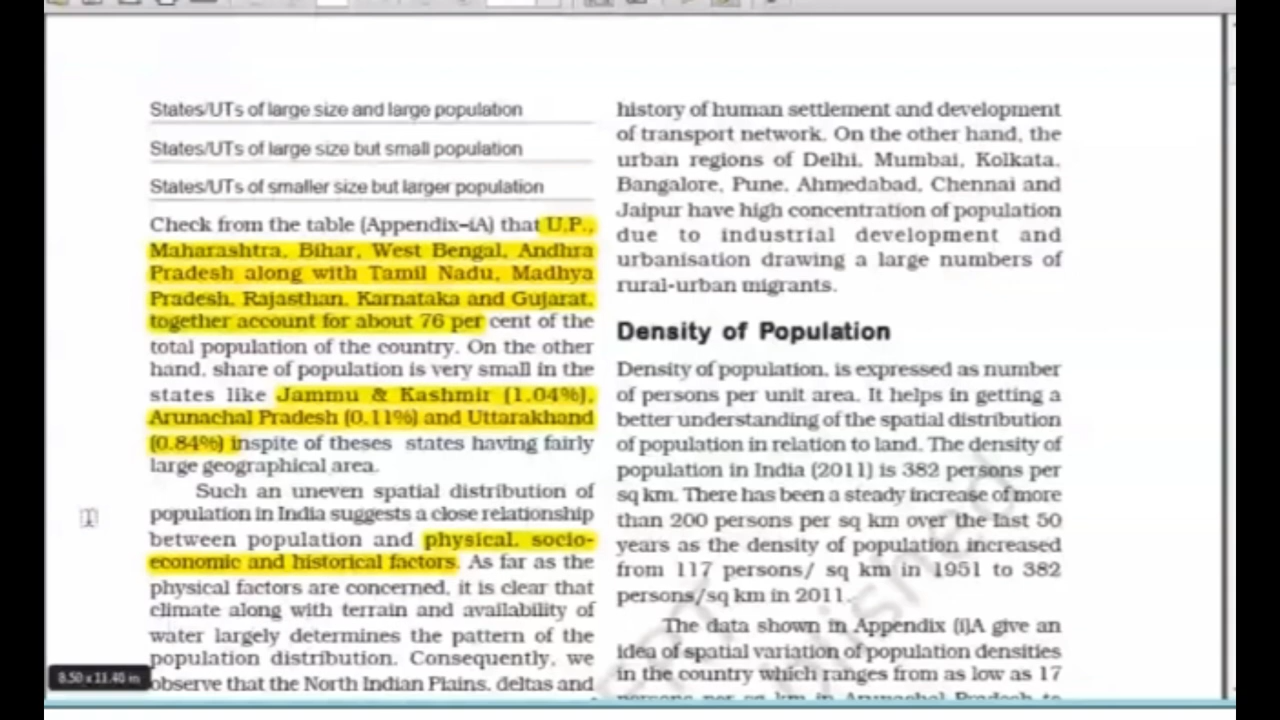 States/UTs of large size and large population
States/UTs of large size but small population
States/UTs of smaller size but larger population
Check from the table (Appendix–iA) that U.P.,
Maharashtra, Bihar, West Bengal, Andhra
Pradesh along with Tamil Nadu, Madhya
Pradesh, Rajasthan, Karnataka and Gujarat,
together account for about 76 per cent of the
total population of the country. On the other
hand, share of population is very small in the
states like Jammu & Kashmir (1.04%),
Arunachal Pradesh (0.11%) and Uttarakhand
(0.84%) inspite of theses states having fairly
large geographical area.
Such an uneven spatial distribution of
population in India suggests a close relationship
between population and physical, socio-
economic and historical factors. As far as the
physical factors are concerned, it is clear that
climate along with terrain and availability of
water largely determines the pattern of the
population distribution. Consequently, we
observe that the North Indian Plains, deltas and
history of human settlement and development
of transport network. On the other hand, the
urban regions of Delhi, Mumbai, Kolkata,
Bangalore, Pune, Ahmedabad, Chennai and
Jaipur have high concentration of population
due to industrial development and
urbanisation drawing a large numbers of
rural-urban migrants.
Density of Population
Density of population, is expressed as number
of persons per unit area. It helps in getting a
better understanding of the spatial distribution
of population in relation to land. The density of
population in India (2011) is 382 persons per
sq km. There has been a steady increase of more
than 200 persons per sq km over the last 50
years as the density of population increased
from 117 persons/ sq km in 1951 to 382
persons/sq km in 2011.
The data shown in Appendix (i)A give an
idea of spatial variation of population densities
in the country which ranges from as low as 17
persons per sq km in Arunachal Pradesh to
8.50 x 11.40 in